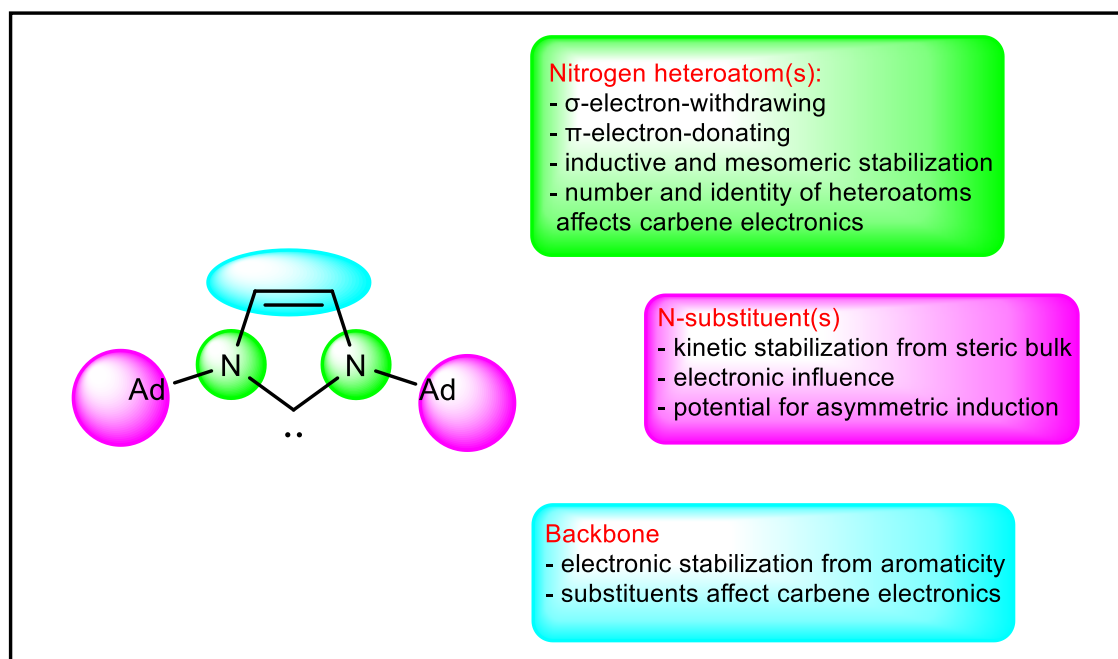 Nitrogen heteroatom(s):
- σ-electron-withdrawing
- π-electron-donating
- inductive and mesomeric stabilization
- number and identity of heteroatoms
affects carbene electronics
N-substituent(s)
- kinetic stabilization from steric bulk
- electronic influence
- potential for asymmetric induction
N
N
Ad
Ad
..
Backbone
- electronic stabilization from aromaticity
- substituents affect carbene electronics